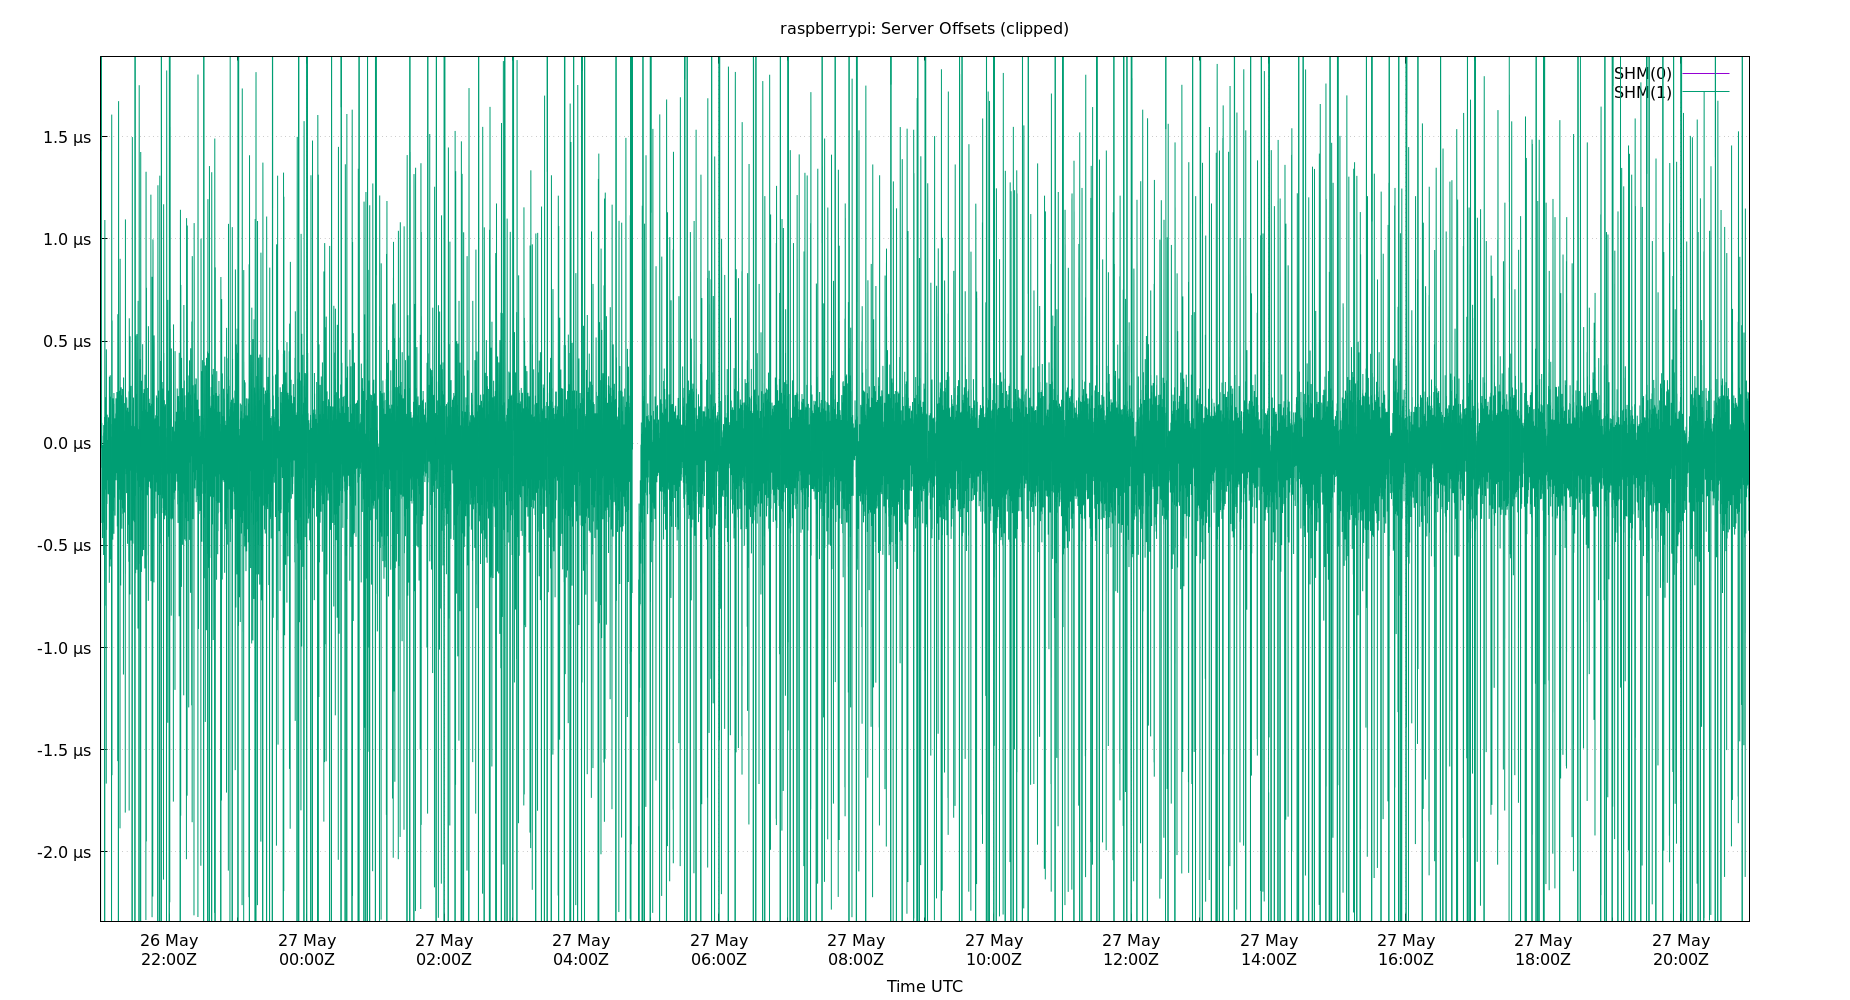 raspberrypi: Server Offsets (clipped)
SHM(0)
SHM(1)
1.5 µs
1.0 µs
0.5 µs
0.0 µs
-0.5 µs
-1.0 µs
-1.5 µs
-2.0 µs
26 May 27 May 27 May 27 May 27 May 27 May 27 May 27 May 27 May 27 May 27 May 27 May
22:00Z 00:00Z 02:00Z 04:00Z 06:00Z 08:00Z 10:00Z 12:00Z 14:00Z 16:00Z 18:00Z 20:00Z
Time UTC